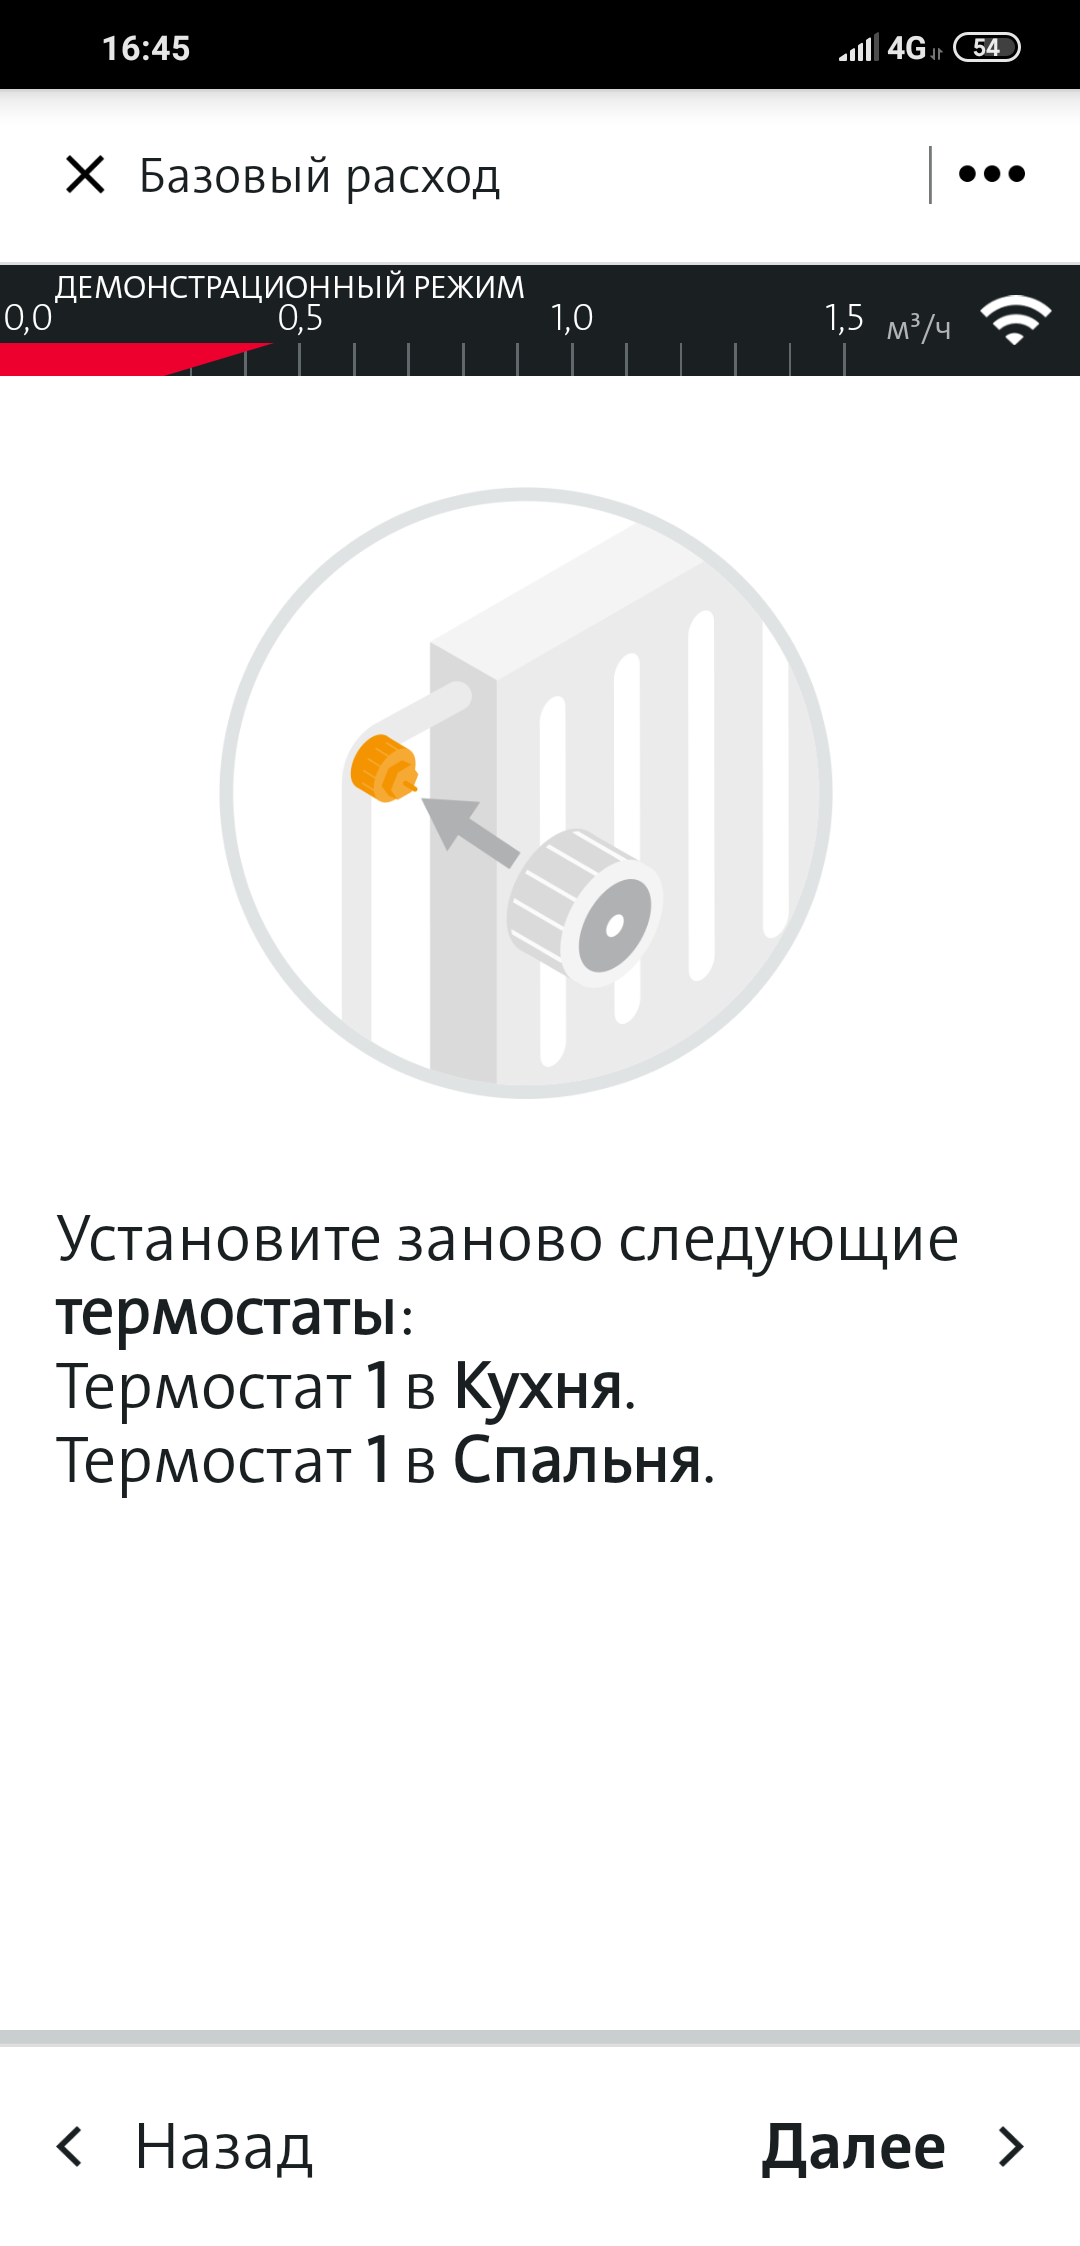 16:45
4G 54
Базовый расход
ДЕМОНСТРАЦИОННЫЙ РЕЖИМ
0,0 0,5 1,0 1,5 м³/ч
Установите заново следующие
термостаты:
Термостат 1 в Кухня.
Термостат 1 в Спальня.
Назад Далее